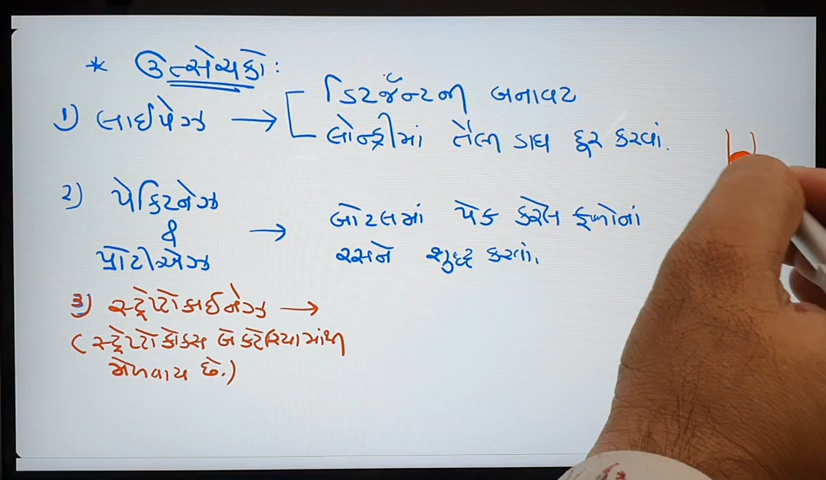 * ઉત્સેચકો :
1) લાઈપેઝ → ડિટર્જન્ટની બનાવટ
લોન્ડ્રીમાં તૈલી ડાઘ દૂર કરવાં.
2) પેક્ટિનેઝ
&
પ્રોટીએઝ → બોટલમાં પેક કરેલ ફળોનાં
રસને શુદ્ધ કરવાં.
3) સ્ટ્રેપ્ટોકાઈનેઝ →
(સ્ટ્રેપ્ટોકોકસ બેક્ટેરિયામાંથી
મેળવાય છે.)